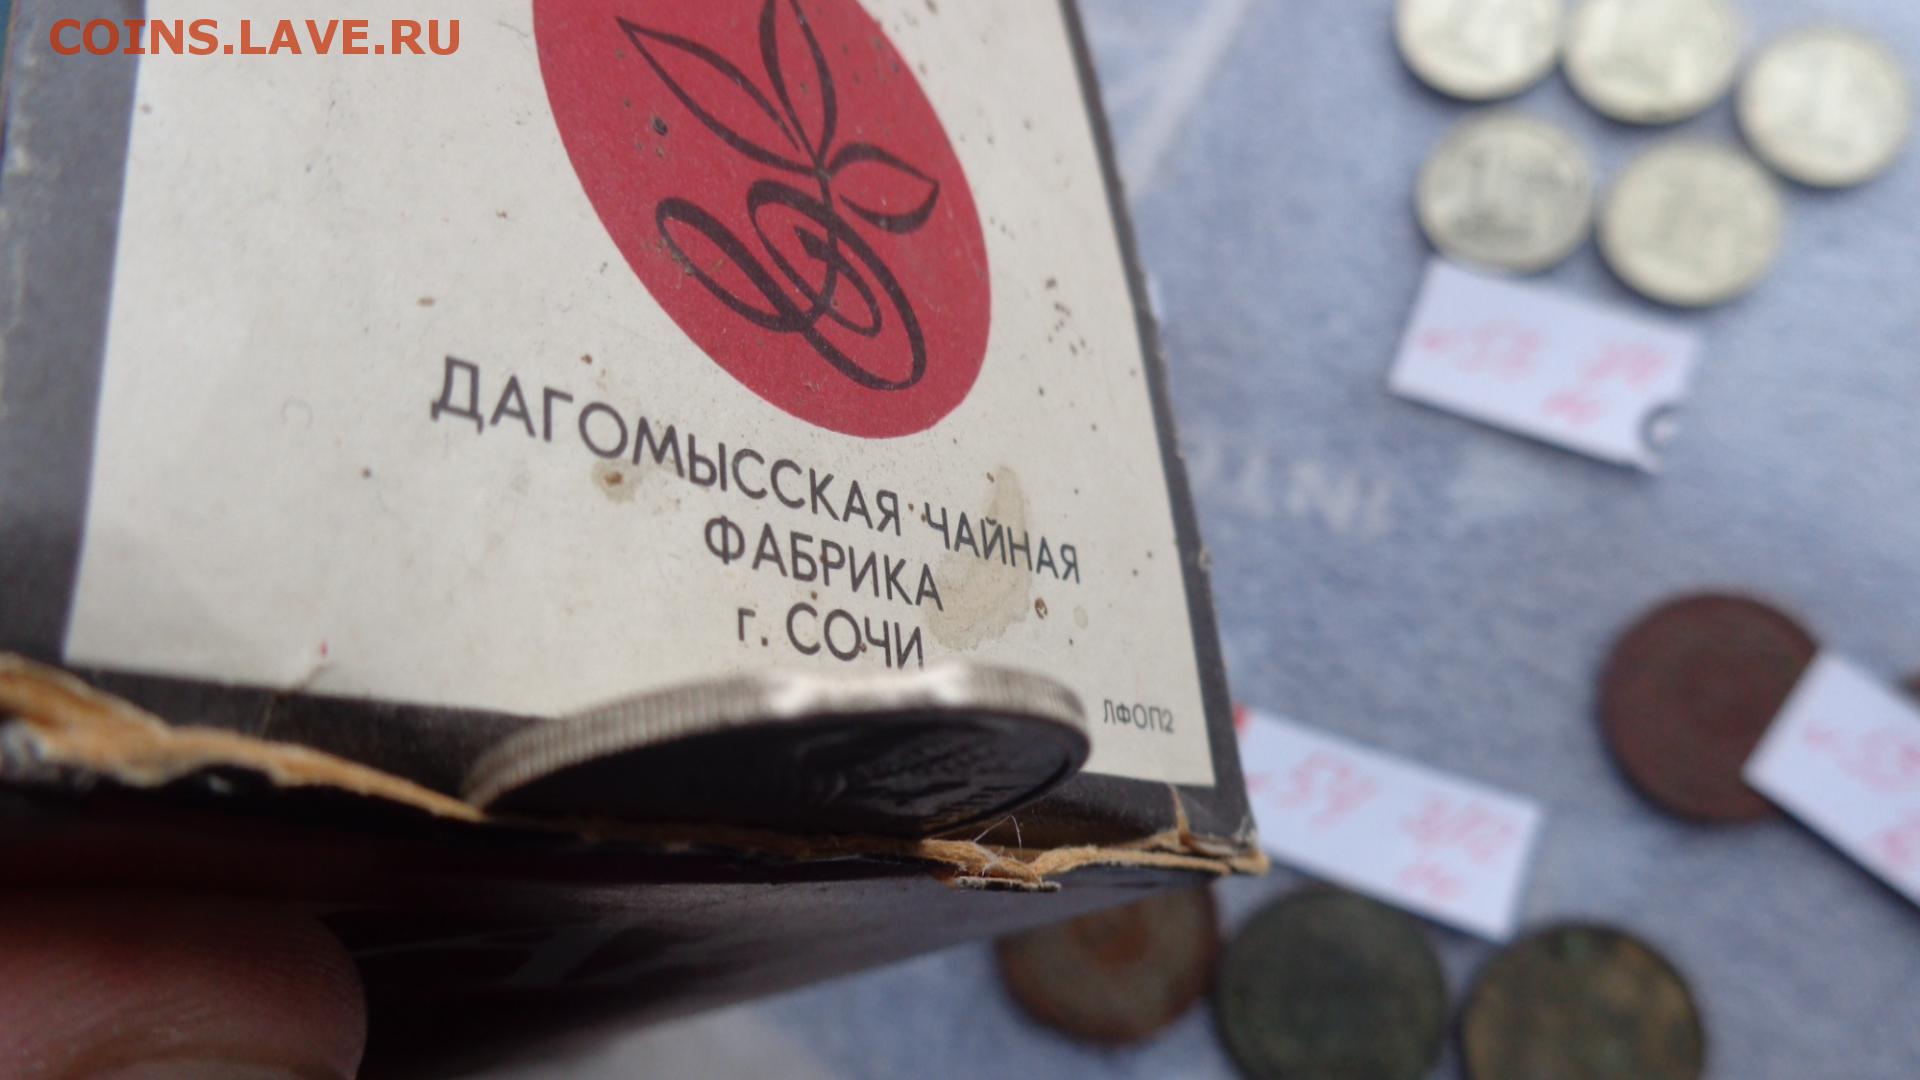 COINS.LAVE.RU
ДАГОМЫССКАЯ ЧАЙНАЯ
ФАБРИКА
г. СОЧИ
ЛФОП2